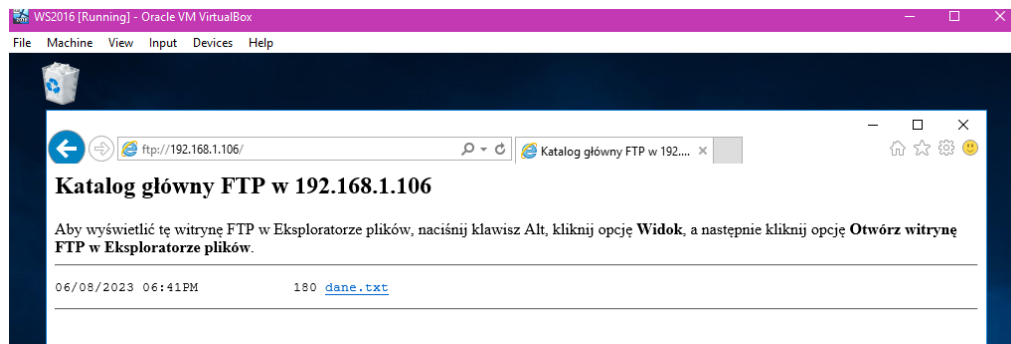 WS2016 [Running] - Oracle VM VirtualBox
File Machine View Input Devices Help
ftp://192.168.1.106/
Katalog główny FTP w 192....
Katalog główny FTP w 192.168.1.106
Aby wyświetlić tę witrynę FTP w Eksploratorze plików, naciśnij klawisz Alt, kliknij opcję Widok, a następnie kliknij opcję Otwórz witrynę
FTP w Eksploratorze plików.
06/08/2023 06:41PM 180 dane.txt